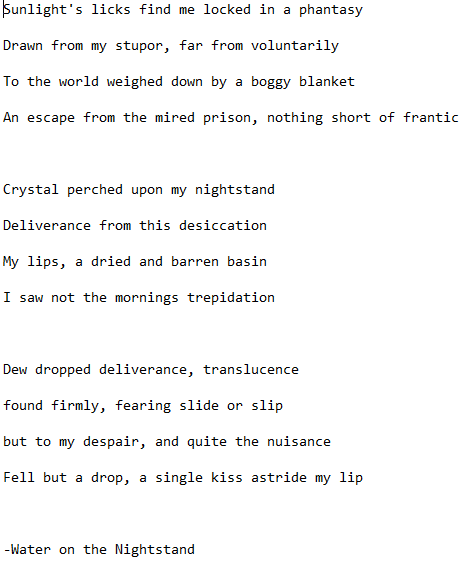 Sunlight's licks find me locked in a phantasy
Drawn from my stupor, far from voluntarily
To the world weighed down by a boggy blanket
An escape from the mired prison, nothing short of frantic
Crystal perched upon my nightstand
Deliverance from this desiccation
My lips, a dried and barren basin
I saw not the mornings trepidation
Dew dropped deliverance, translucence
found firmly, fearing slide or slip
but to my despair, and quite the nuisance
Fell but a drop, a single kiss astride my lip
-Water on the Nightstand